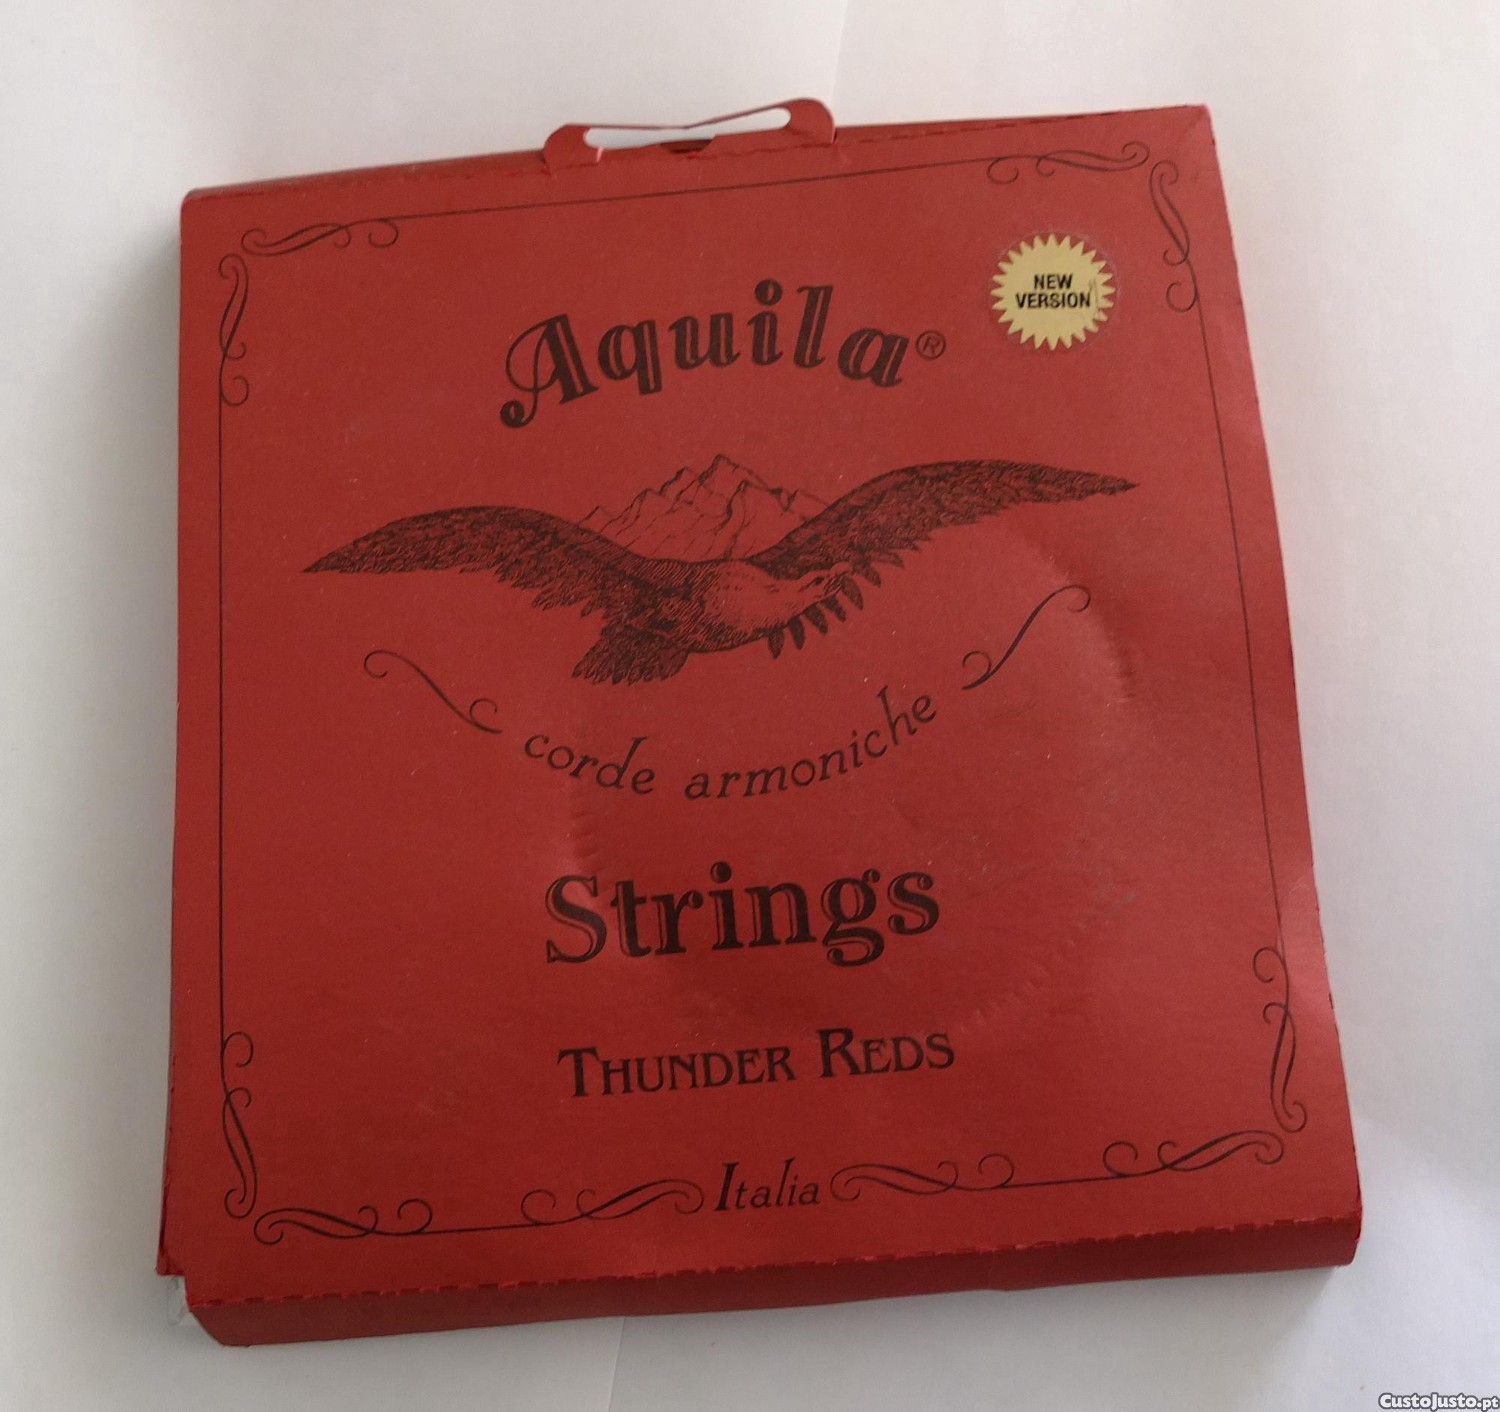 NEW
VERSION
Aquila®
corde armoniche
Strings
THUNDER REDS
Italia
CustoJusto.pt